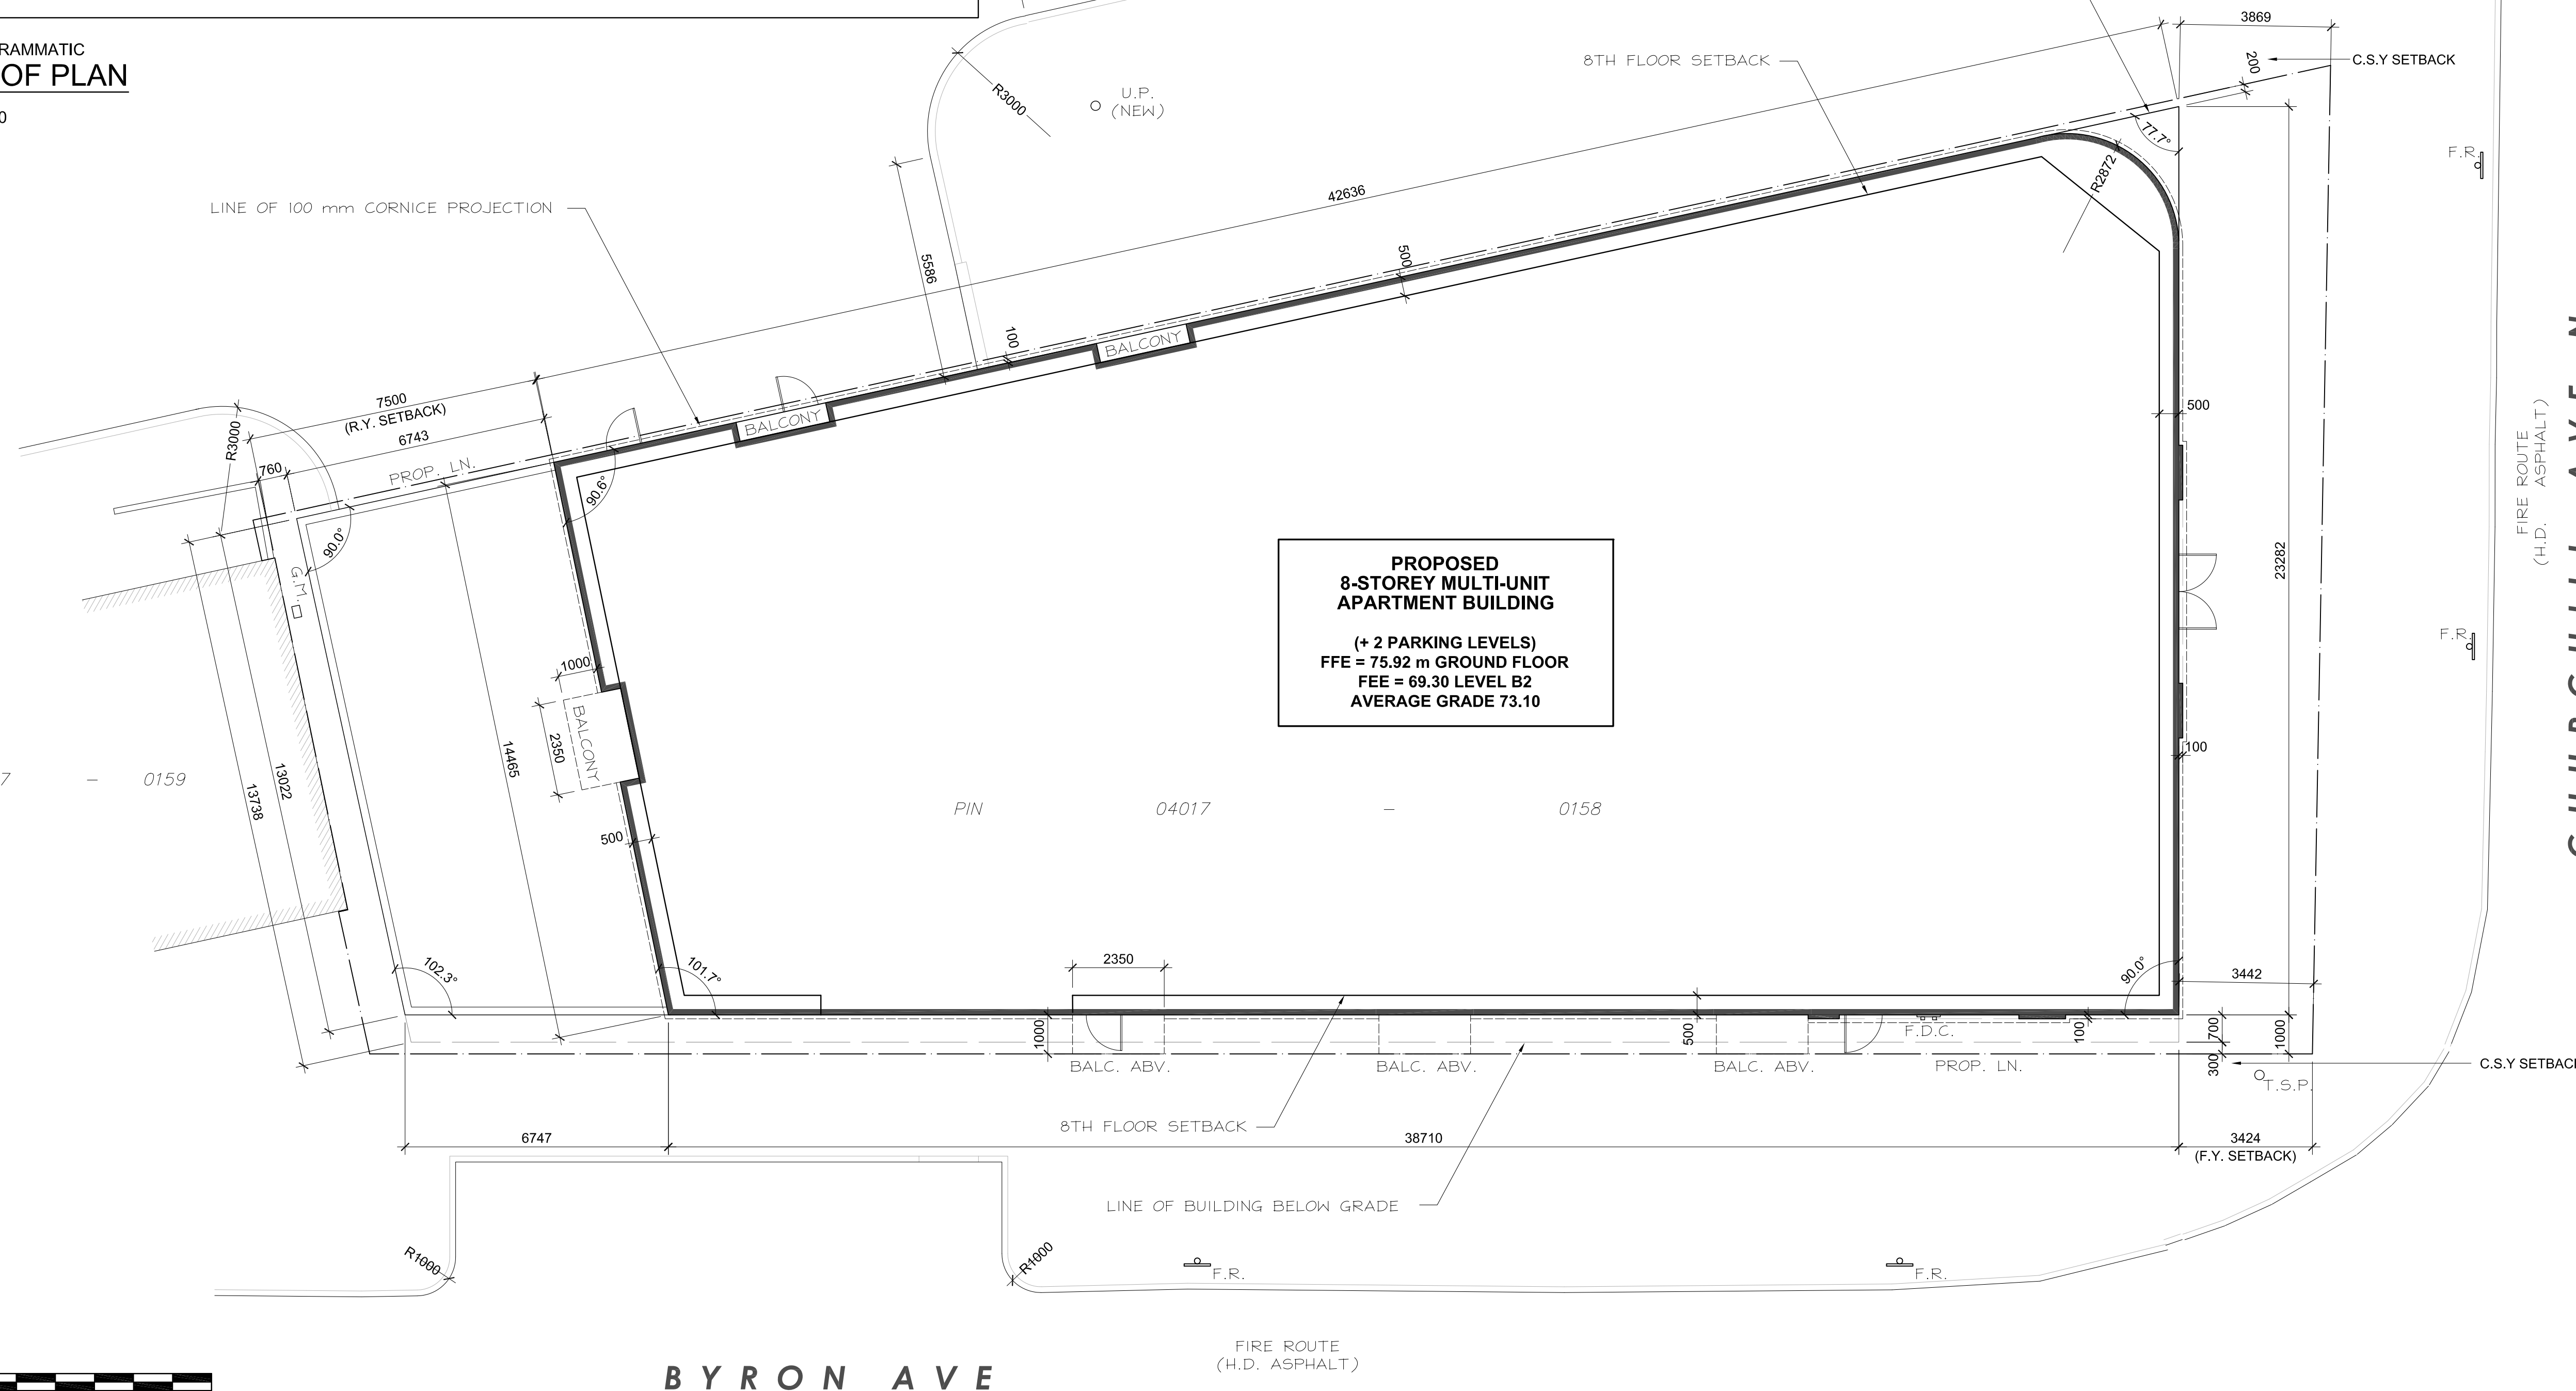 RAMMATIC
OF PLAN
0
3869
200
C.S.Y SETBACK
8TH FLOOR SETBACK
U.P.
(NEW)
R3000
77.7°
R2872
F.R.
42636
LINE OF 100 mm CORNICE PROJECTION
5586
500
100
BALCONY
7500
(R.Y. SETBACK)
6743
R3000
BALCONY
500
760
PROP. LN.
90.6°
90.0°
G.M.
FIRE ROUTE
(H.D. ASPHALT)
23282
PROPOSED
8-STOREY MULTI-UNIT
APARTMENT BUILDING
(+ 2 PARKING LEVELS)
FFE = 75.92 m GROUND FLOOR
FEE = 69.30 LEVEL B2
AVERAGE GRADE 73.10
F.R.
1000
BALCONY
2350
14465
13022
13738
100
7 - 0159
PIN 04017 - 0158
500
102.3°
101.7°
2350
90.0°
3442
1000
500
F.D.C.
100
700
1000
300
BALC. ABV.
BALC. ABV.
BALC. ABV.
PROP. LN.
C.S.Y SETBACK
T.S.P.
8TH FLOOR SETBACK
6747
38710
3424
(F.Y. SETBACK)
LINE OF BUILDING BELOW GRADE
R1000
R1000
F.R.
F.R.
FIRE ROUTE
(H.D. ASPHALT)
BYRON AVE